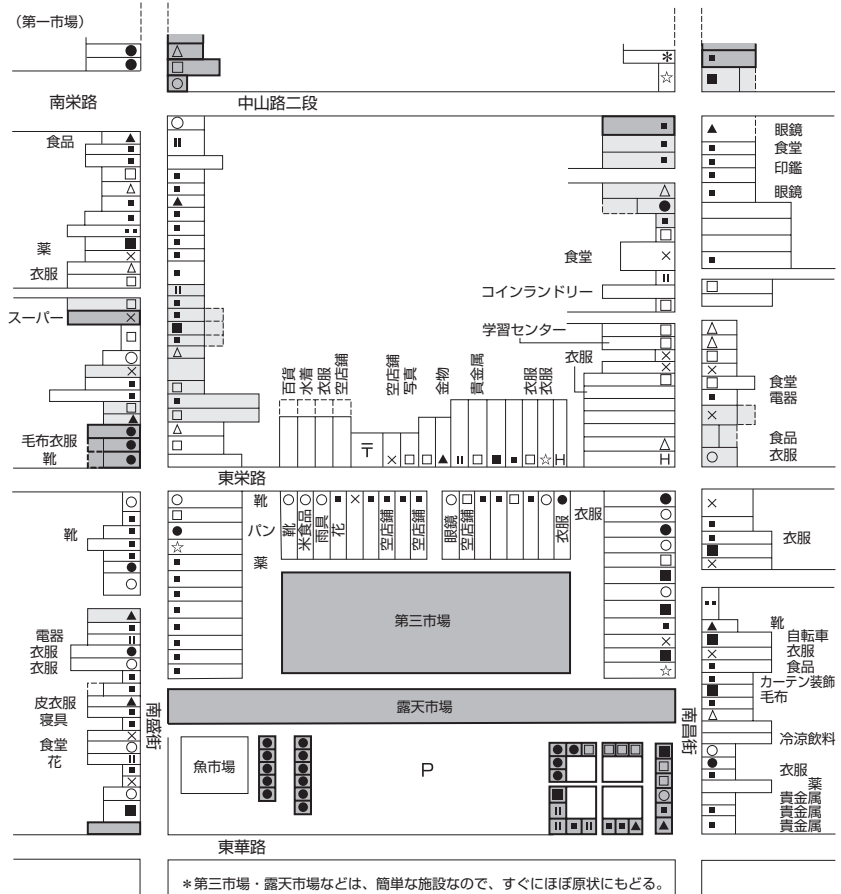 (第一市場)
南栄路
中山路二段
食品
薬
衣服
スーパー
毛布衣服
靴
眼鏡
食堂
印鑑
眼鏡
食堂
コインランドリー
学習センター
衣服
百貨
水着
衣服
空店鋪
空店鋪
写真
金物
貴金属
衣服
衣服
〒
食堂
電器
食品
衣服
東栄路
靴
パン
薬
靴
米食品
雨具
花
空店鋪
空店鋪
眼鏡
空店鋪
衣服
衣服
靴
衣服
第三市場
電器
衣服
衣服
皮衣服
寝具
食堂
花
南盛街
露天市場
南昌街
靴
自転車
衣服
食品
カーテン装飾
毛布
冷涼飲料
衣服
薬
貴金属
貴金属
貴金属
魚市場
P
東華路
*第三市場・露天市場などは、簡単な施設なので、すぐにほぼ原状にもどる。